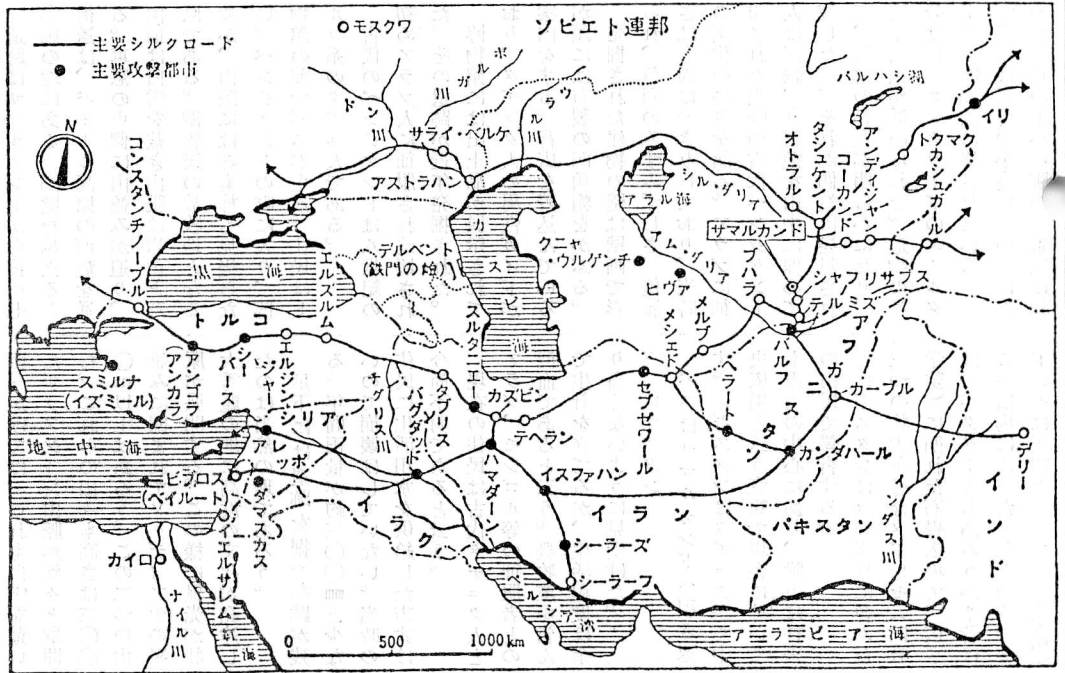 主要シルクロード
主要攻撃都市
N
モスクワ
ソビエト連邦
ドン川
ボルガ川
ウラル川
サライ・ベルケ
アストラハン
バルハシ湖
イリ
トクマク
カシュガール
アンディジャン
コーカンド
タシュケント
オトラル
シル・ダリア
アラル海
アム・ダリア
サマルカンド
ブハラ
シャフリサブス
テルミズ
クニャ・ウルゲンチ
ヒヴァ
メルブ
メシェド
バルフ
コンスタンチノープル
黒海
デルベント
(鉄門の砦)
カスピ海
エルズルム
トルコ
エルジンジャー
シーバース
アンゴラ
(アンカラ)
スミルナ
(イズミール)
シリア
チグリス川
バグダッド
タブリス
スルタニエー
カズビン
テヘラン
セブゼワール
ヘラート
アフガニスタン
カーブル
カンダハール
デリー
地中海
アレッポ
ビブロス
(ベイルート)
ダマスカス
イエルサレム
カイロ
ナイル川
紅海
イラク
ハマダーン
イスファハン
イラン
シーラーズ
シーラーフ
ペルシア湾
パキスタン
インダス川
インド
アラビア海
0 500 1000km